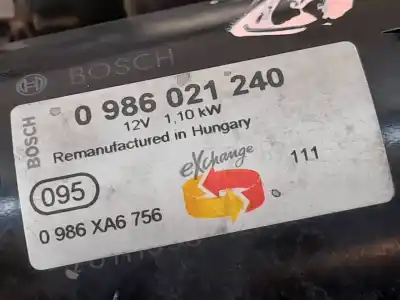 BOSCH
0 986 021 240
12V 1,10 kW
BOSCH
Remanufactured in Hungary
eXchange
111
095
0 986 XA6 756